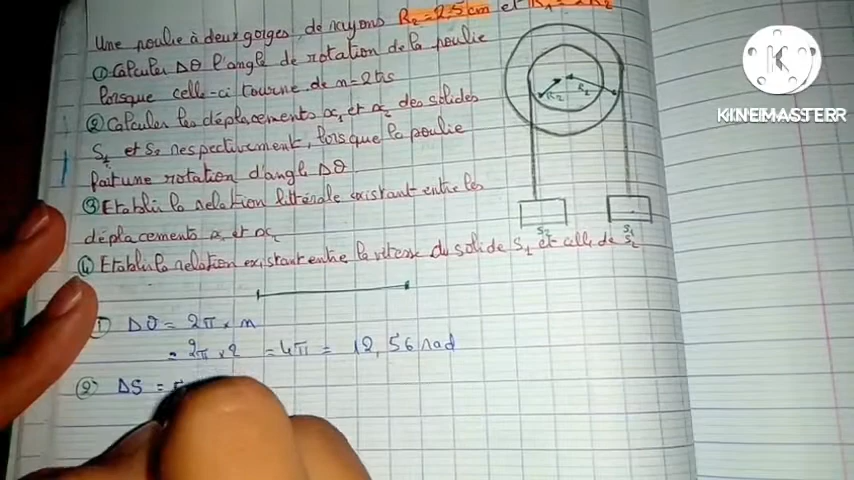 Une poulie à deux gorges de rayons R₂ = 2,5 cm et R₁ = 2R₂
① Calculer Δθ l'angle de rotation de la poulie
lorsque celle-ci tourne de n=2trs
② Calculer les déplacements x₁ et x₂ des solides
S₁ et S₂ respectivement, lorsque la poulie
fait une rotation d'angle Δθ
③ Etablir la relation littérale existant entre les
déplacements x₁ et x₂
④ Etablir la relation existant entre la vitesse du solide S₁ et celle de S₂
R₂
S₂
S₁
① Δθ = 2π × n
= 2π × 2 = 4π = 12,56 rad
② ΔS =
KINEMASTER